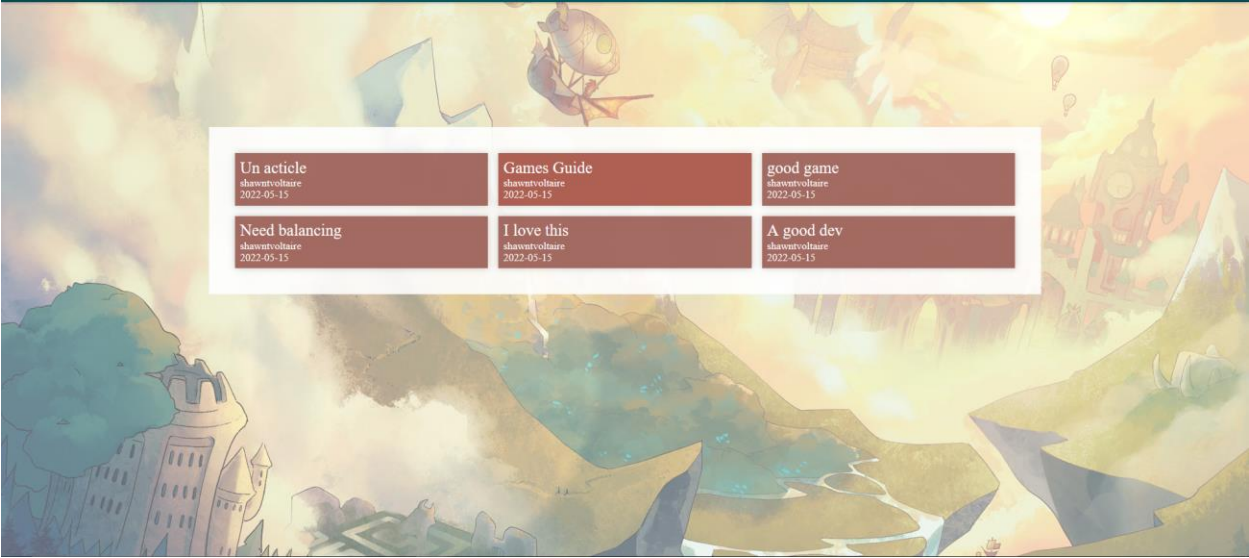 Un acticle
shawntvoltaire
2022-05-15
Games Guide
shawntvoltaire
2022-05-15
good game
shawntvoltaire
2022-05-15
Need balancing
shawntvoltaire
2022-05-15
I love this
shawntvoltaire
2022-05-15
A good dev
shawntvoltaire
2022-05-15